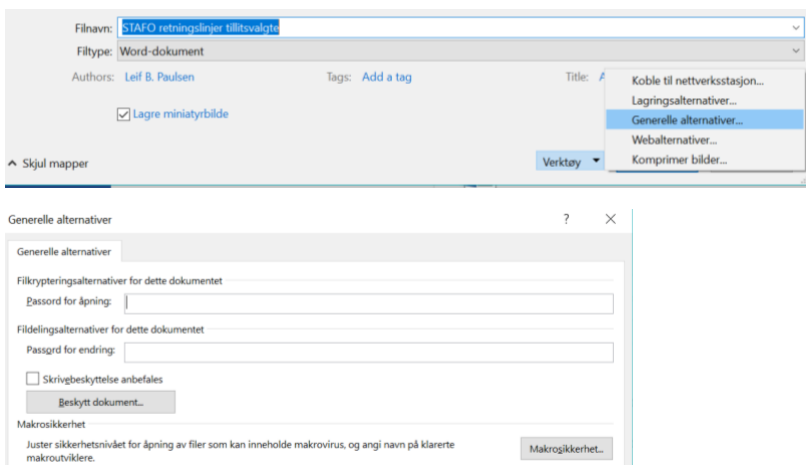 Filnavn: STAFO retningslinjer tillitsvalgte
Filtype: Word-dokument
Authors: Leif B. Paulsen Tags: Add a tag Title: A
Koble til nettverksstasjon...
Lagringsalternativer...
Generelle alternativer...
Webalternativer...
Komprimer bilder...
Lagre miniatyrbilde
Skjul mapper
Verktøy
Generelle alternativer ?
Generelle alternativer
Filkrypteringsalternativer for dette dokumentet
Passord for åpning:
Fildelingsalternativer for dette dokumentet
Passord for endring:
Skrivebeskyttelse anbefales
Beskytt dokument...
Makrosikkerhet
Juster sikkerhetsnivået for åpning av filer som kan inneholde makrovirus, og angi navn på klarerte
makroutviklere.
Makrosikkerhet...